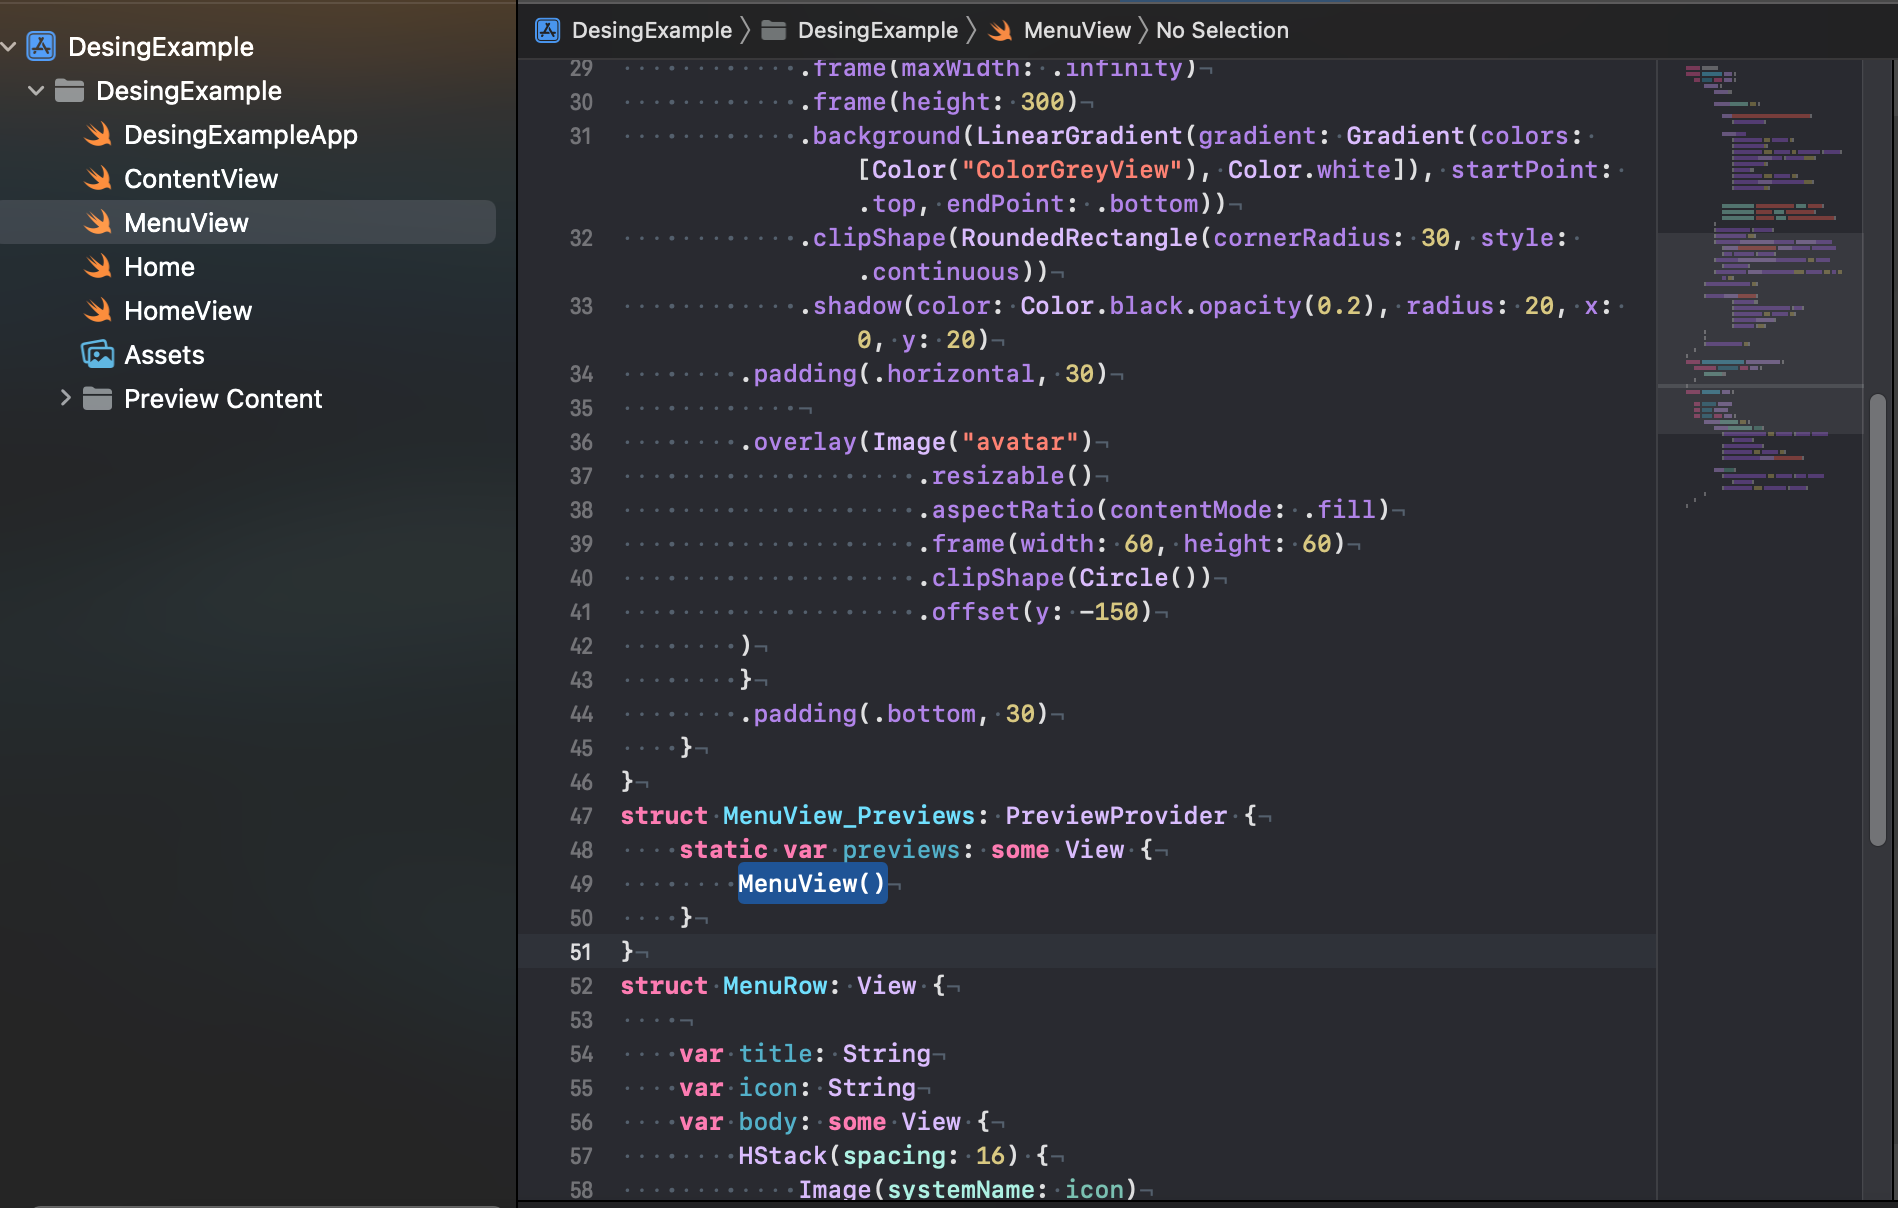 DesingExample
DesingExample
DesingExampleApp
ContentView
MenuView
Home
HomeView
Assets
Preview Content
DesingExample DesingExample MenuView No Selection
29 .frame(maxWidth: .infinity)¬
30 .frame(height: 300)¬
31 .background(LinearGradient(gradient: Gradient(colors:
[Color("ColorGreyView"), Color.white]), startPoint:
.top, endPoint: .bottom))¬
32 .clipShape(RoundedRectangle(cornerRadius: 30, style:
.continuous))¬
33 .shadow(color: Color.black.opacity(0.2), radius: 20, x:
0, y: 20)¬
34 .padding(.horizontal, 30)¬
35 ¬
36 .overlay(Image("avatar")¬
37 .resizable()¬
38 .aspectRatio(contentMode: .fill)¬
39 .frame(width: 60, height: 60)¬
40 .clipShape(Circle())¬
41 .offset(y: -150)¬
42 )¬
43 }¬
44 .padding(.bottom, 30)¬
45 }¬
46 }¬
47 struct MenuView_Previews: PreviewProvider {¬
48 static var previews: some View {¬
49 MenuView()¬
50 }¬
51 }¬
52 struct MenuRow: View {¬
53 ¬
54 var title: String¬
55 var icon: String¬
56 var body: some View {¬
57 HStack(spacing: 16) {¬
58 Image(systemName: icon)¬